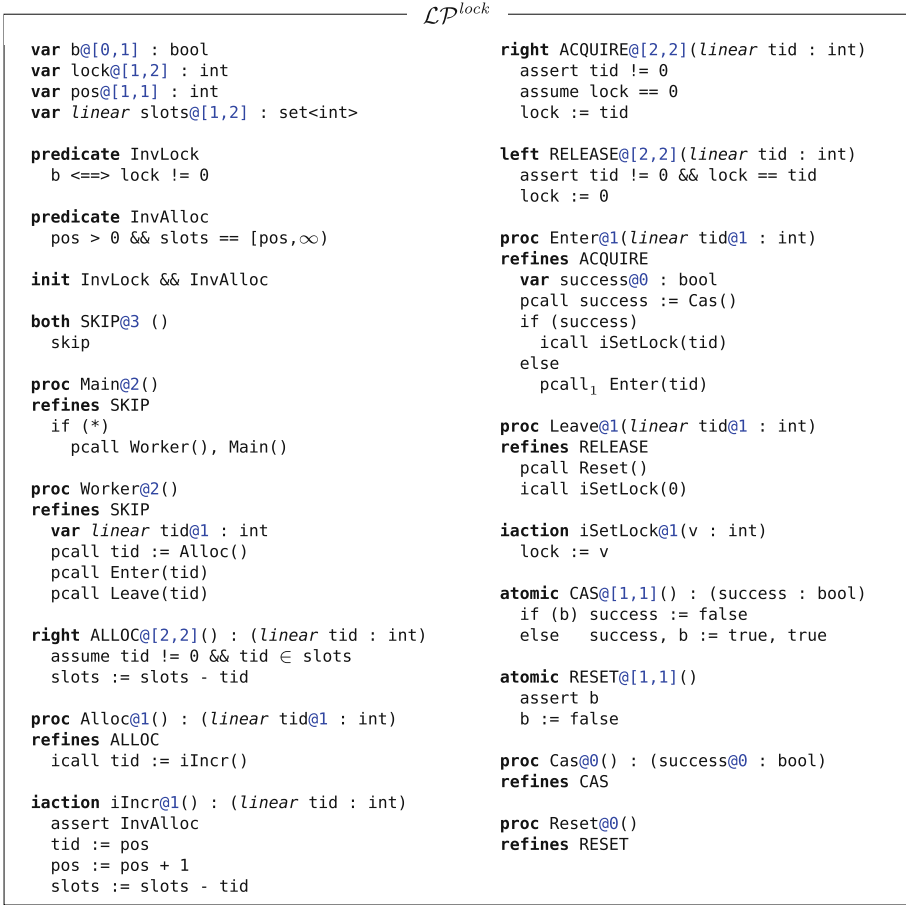 LP^lock
var b@[0,1] : bool
var lock@[1,2] : int
var pos@[1,1] : int
var linear slots@[1,2] : set<int>
predicate InvLock
b <==> lock != 0
predicate InvAlloc
pos > 0 && slots == [pos,∞)
init InvLock && InvAlloc
both SKIP@3 ()
skip
proc Main@2()
refines SKIP
if (*)
pcall Worker(), Main()
proc Worker@2()
refines SKIP
var linear tid@1 : int
pcall tid := Alloc()
pcall Enter(tid)
pcall Leave(tid)
right ALLOC@[2,2]() : (linear tid : int)
assume tid != 0 && tid ∈ slots
slots := slots - tid
proc Alloc@1() : (linear tid@1 : int)
refines ALLOC
icall tid := iIncr()
iaction iIncr@1() : (linear tid : int)
assert InvAlloc
tid := pos
pos := pos + 1
slots := slots - tid
right ACQUIRE@[2,2](linear tid : int)
assert tid != 0
assume lock == 0
lock := tid
left RELEASE@[2,2](linear tid : int)
assert tid != 0 && lock == tid
lock := 0
proc Enter@1(linear tid@1 : int)
refines ACQUIRE
var success@0 : bool
pcall success := Cas()
if (success)
icall iSetLock(tid)
else
pcall₁ Enter(tid)
proc Leave@1(linear tid@1 : int)
refines RELEASE
pcall Reset()
icall iSetLock(0)
iaction iSetLock@1(v : int)
lock := v
atomic CAS@[1,1]() : (success : bool)
if (b) success := false
else success, b := true, true
atomic RESET@[1,1]()
assert b
b := false
proc Cas@0() : (success@0 : bool)
refines CAS
proc Reset@0()
refines RESET